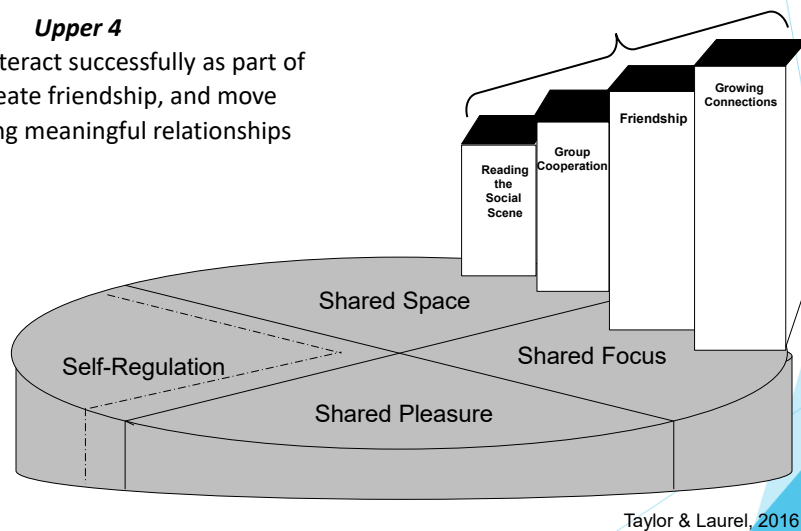 Upper 4
teract successfully as part of
eate friendship, and move
ng meaningful relationships
Reading
the
Social
Scene
Group
Cooperation
Friendship
Growing
Connections
Shared Space
Self-Regulation
Shared Focus
Shared Pleasure
Taylor & Laurel, 2016